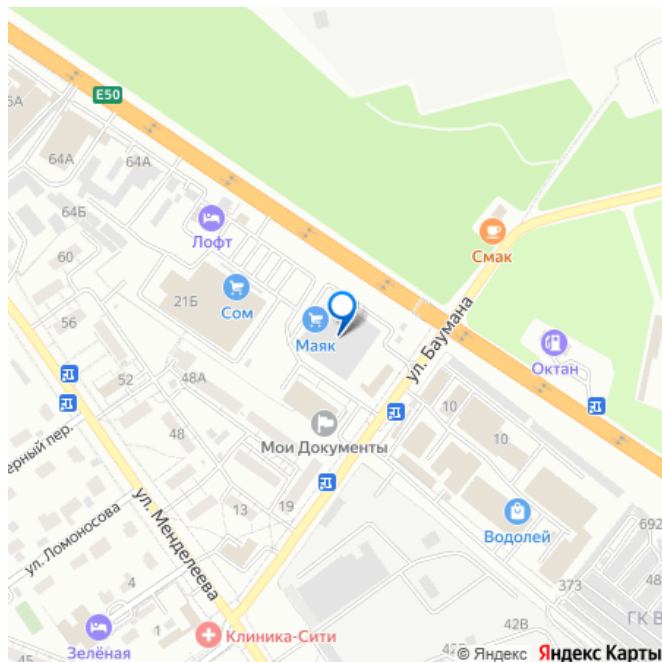 E50
5А
64А
64А
64Б
Лофт
60
Смак
21Б
Сом
56
Маяк
ул. Баумана
Октан
52
48А
10
48
Мои Документы
10
ерный пер.
19
13
Водолей
692
ул. Ломоносова
ул. Менделеева
1
4
373
48
42В
ГК В
Зелёная
Клиника-Сити
© Яндекс Яндекс Карты